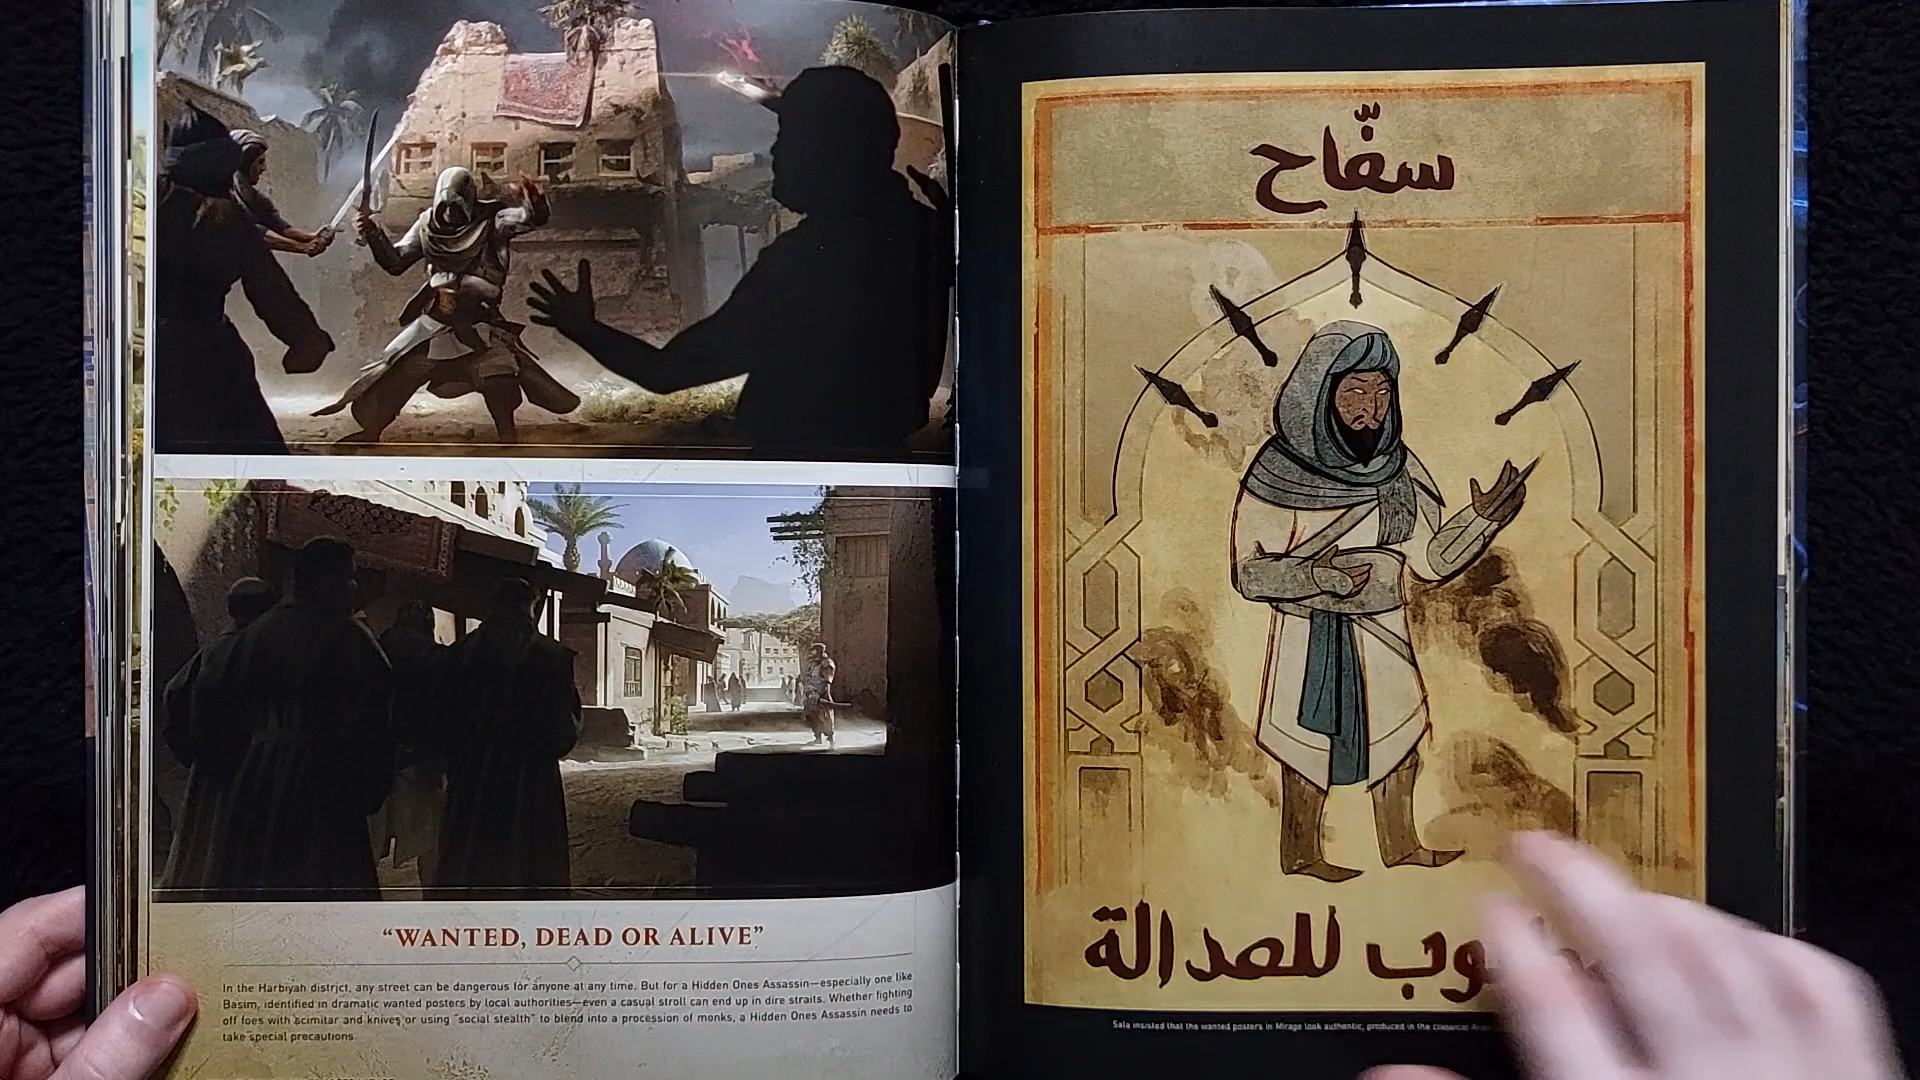 “WANTED, DEAD OR ALIVE”
In the Harbiyah district, any street can be dangerous for anyone at any time. But for a Hidden Ones Assassin—especially one like
Basim, identified in dramatic wanted posters by local authorities—even a casual stroll can end up in dire straits. Whether fighting
off foes with scimitar and knives or using “social stealth” to blend into a procession of monks, a Hidden Ones Assassin needs to
take special precautions.
سفّاح
للعدالة
Sala insisted that the wanted posters in Mirage look authentic, produced in the classical